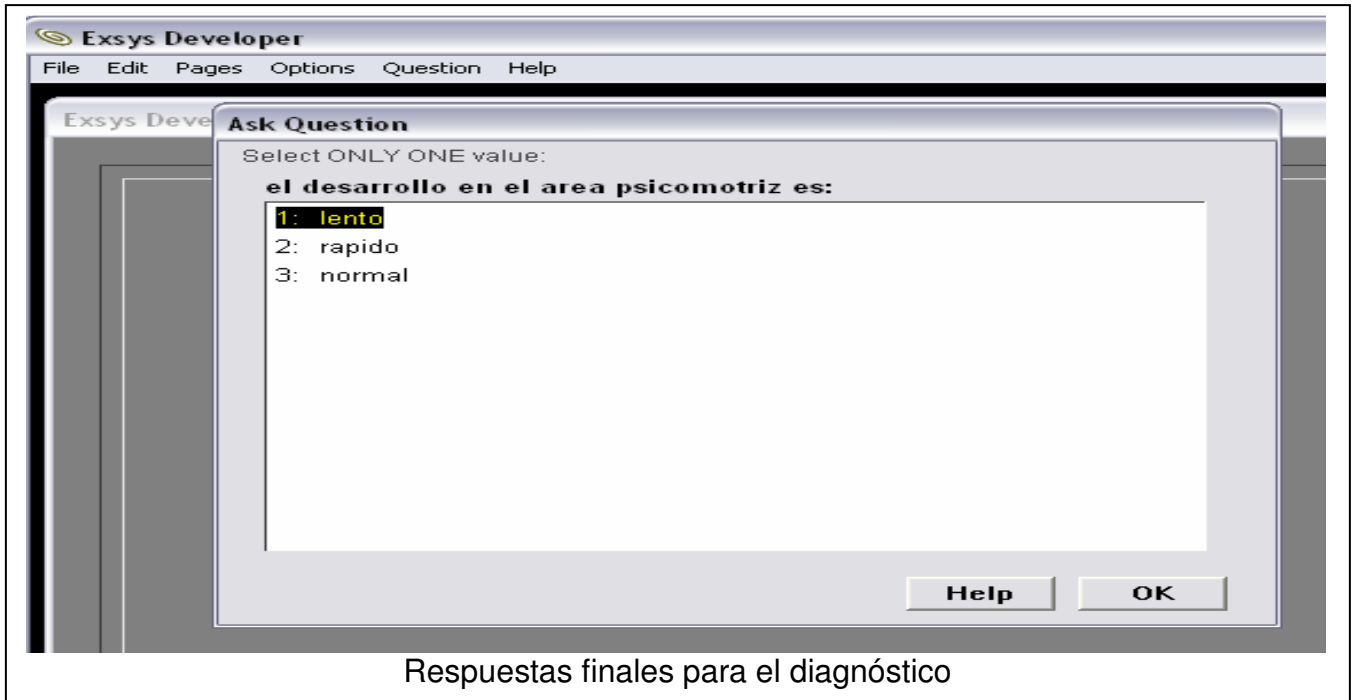 Exsys Developer
File Edit Pages Options Question Help
Exsys Deve
Ask Question
Select ONLY ONE value:
el desarrollo en el area psicomotriz es:
1: lento
2: rapido
3: normal
Help OK
Respuestas finales para el diagnóstico